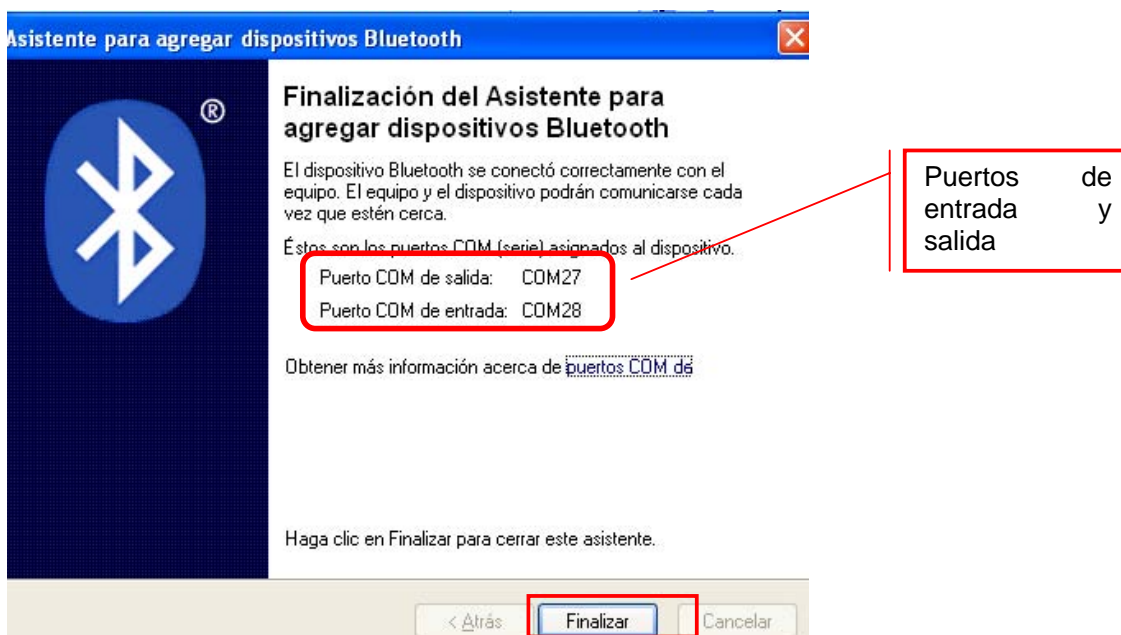 Asistente para agregar dispositivos Bluetooth
®
Finalización del Asistente para
agregar dispositivos Bluetooth
El dispositivo Bluetooth se conectó correctamente con el
equipo. El equipo y el dispositivo podrán comunicarse cada
vez que estén cerca.
Éstos son los puertos COM (serie) asignados al dispositivo.
Puerto COM de salida: COM27
Puerto COM de entrada: COM28
Obtener más información acerca de puertos COM de
Haga clic en Finalizar para cerrar este asistente.
< Atrás Finalizar Cancelar
Puertos de
entrada y
salida